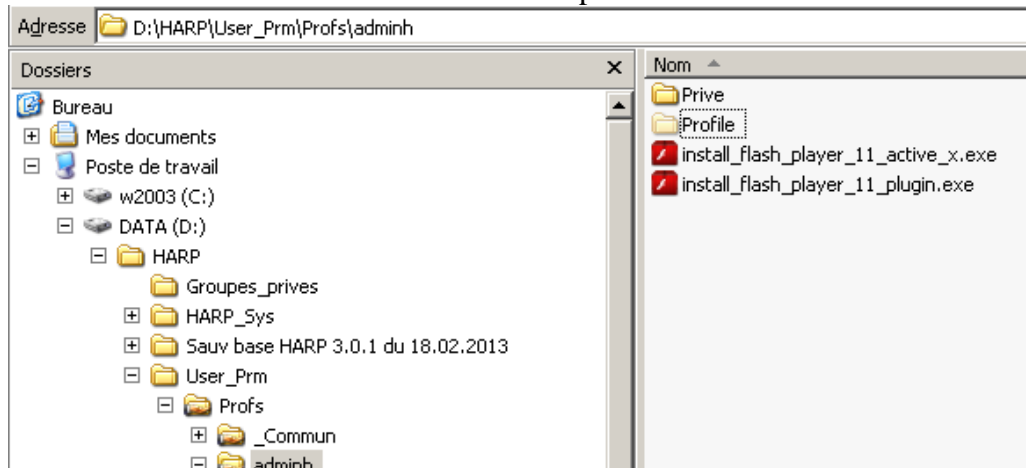 Adresse D:\HARP\User_Prm\Profs\adminh
Dossiers
Bureau
Mes documents
Poste de travail
w2003 (C:)
DATA (D:)
HARP
Groupes_prives
HARP_Sys
Sauv base HARP 3.0.1 du 18.02.2013
User_Prm
Profs
_Commun
adminh
Nom
Prive
Profile
install_flash_player_11_active_x.exe
install_flash_player_11_plugin.exe